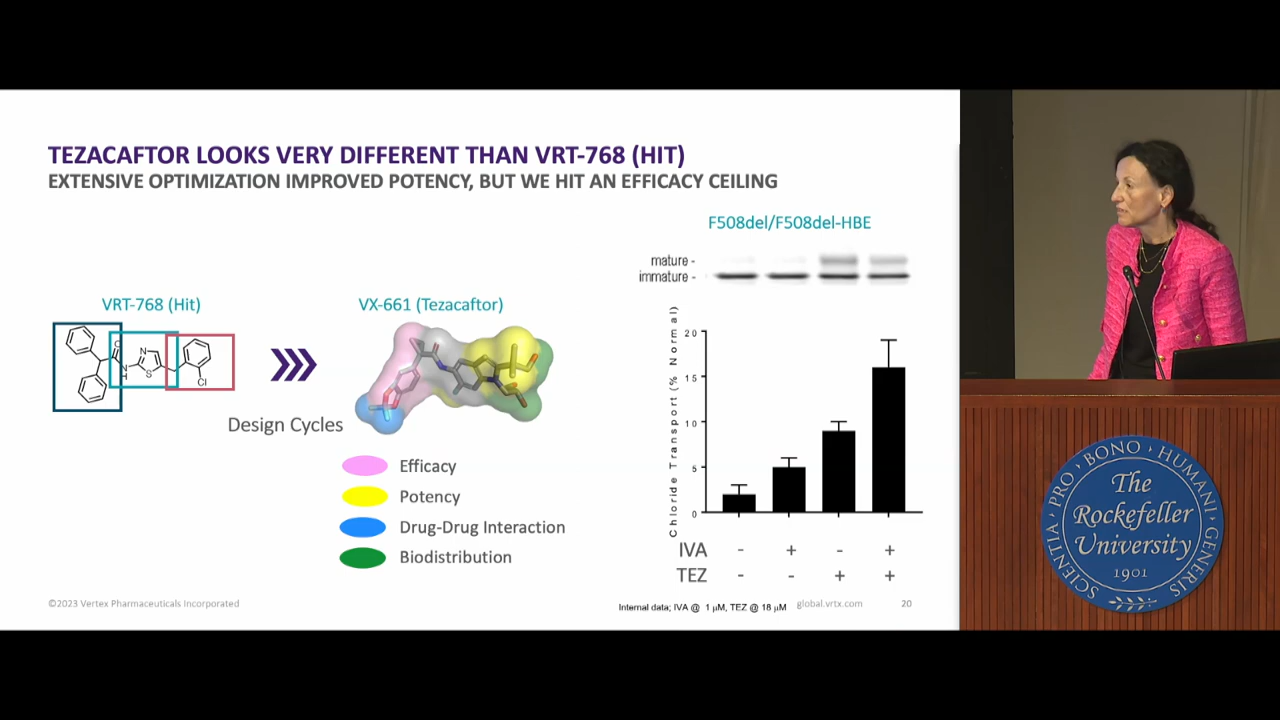 TEZACAFTOR LOOKS VERY DIFFERENT THAN VRT-768 (HIT)
EXTENSIVE OPTIMIZATION IMPROVED POTENCY, BUT WE HIT AN EFFICACY CEILING
F508del/F508del-HBE
mature -
immature -
VRT-768 (Hit)
VX-661 (Tezacaftor)
O
N
N
H
S
Cl
Design Cycles
Efficacy
Potency
Drug-Drug Interaction
Biodistribution
Chloride Transport (% Normal)
20
15
10
5
0
IVA - + - +
TEZ - - + +
©2023 Vertex Pharmaceuticals Incorporated
Internal data; IVA @ 1 µM, TEZ @ 18 µM
global.vrtx.com
20
SCIENTIA · PRO · BONO · HUMANI · GENERIS
The
Rockefeller
University
1901